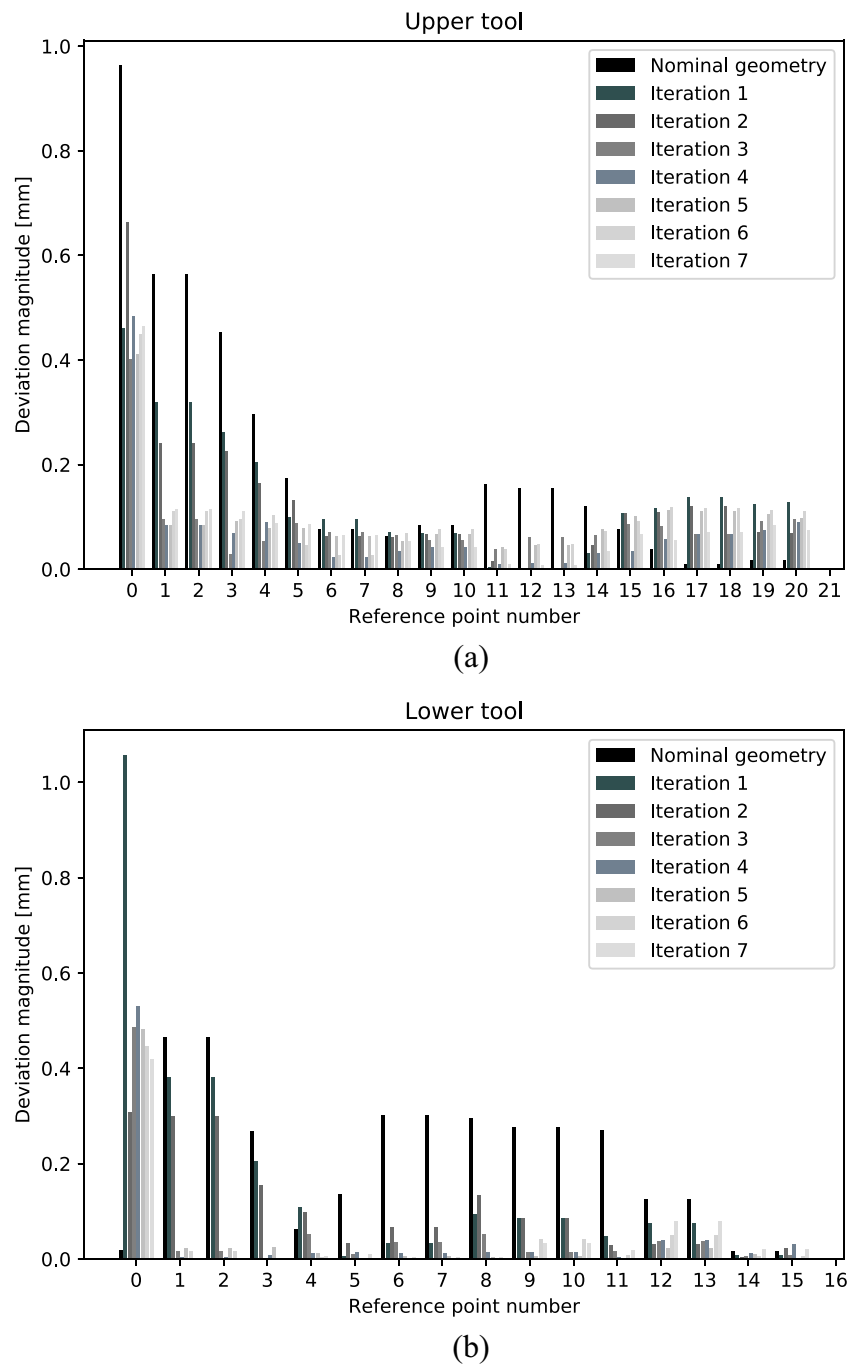 Upper tool
1.0
0.8
0.6
0.4
0.2
0.0
Deviation magnitude [mm]
Nominal geometry
Iteration 1
Iteration 2
Iteration 3
Iteration 4
Iteration 5
Iteration 6
Iteration 7
0 1 2 3 4 5 6 7 8 9 10 11 12 13 14 15 16 17 18 19 20 21
Reference point number
(a)
Lower tool
1.0
0.8
0.6
0.4
0.2
0.0
Deviation magnitude [mm]
Nominal geometry
Iteration 1
Iteration 2
Iteration 3
Iteration 4
Iteration 5
Iteration 6
Iteration 7
0 1 2 3 4 5 6 7 8 9 10 11 12 13 14 15 16
Reference point number
(b)